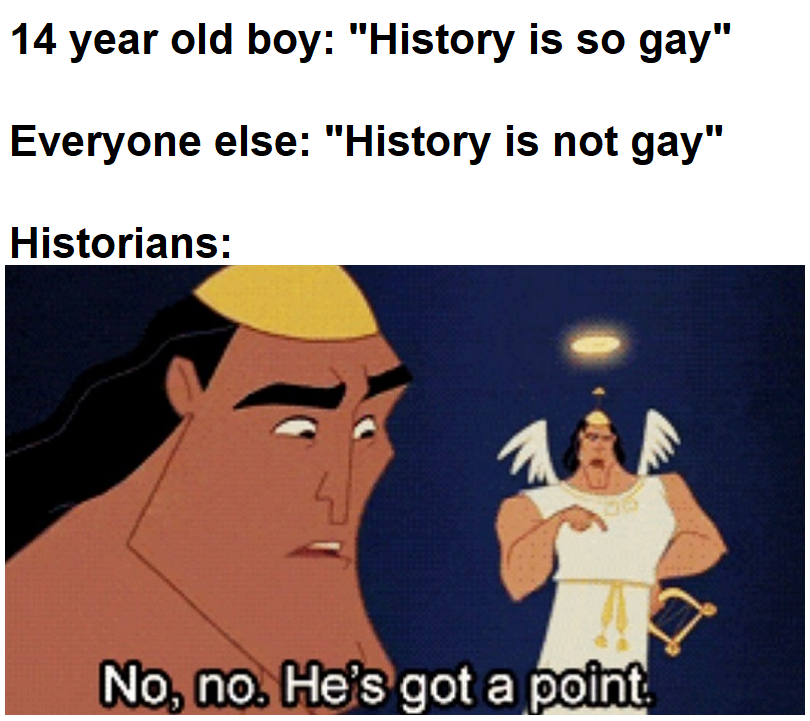 14 year old boy: "History is so gay"
Everyone else: "History is not gay"
Historians:
No, no. He's got a point.